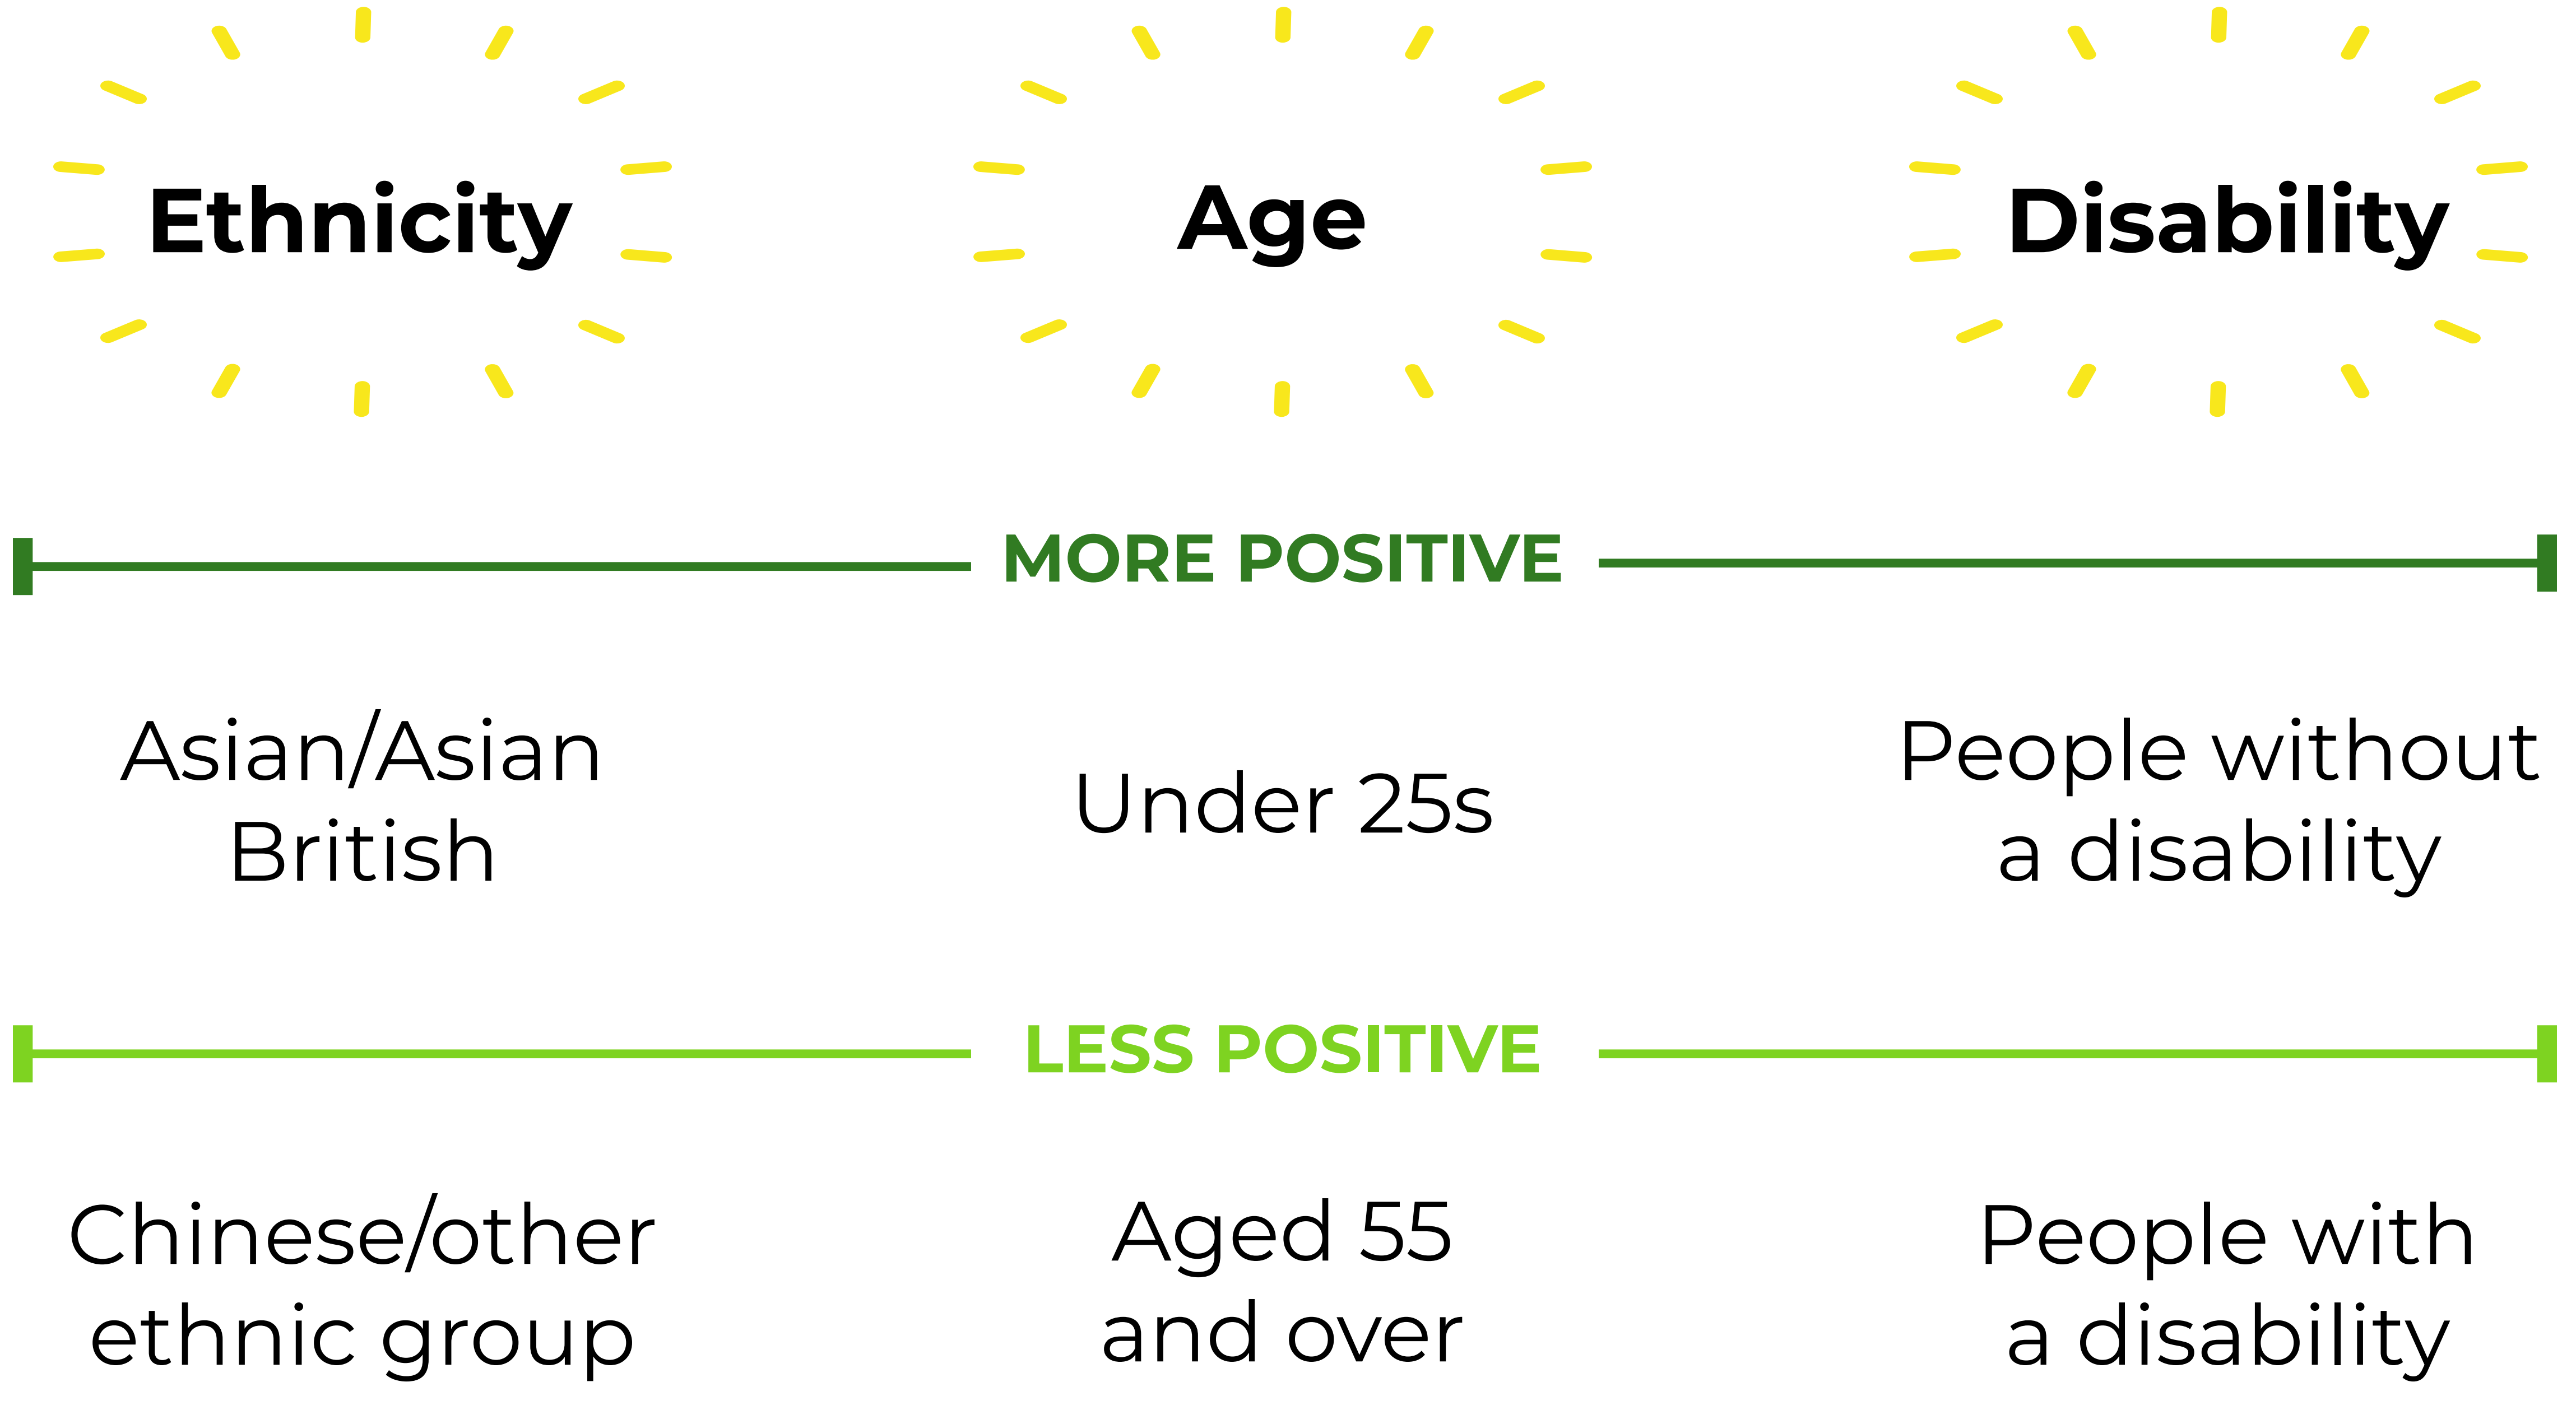 Ethnicity
Age
Disability
MORE POSITIVE
Asian/Asian
British
Under 25s
People without
a disability
LESS POSITIVE
Chinese/other
ethnic group
Aged 55
and over
People with
a disability